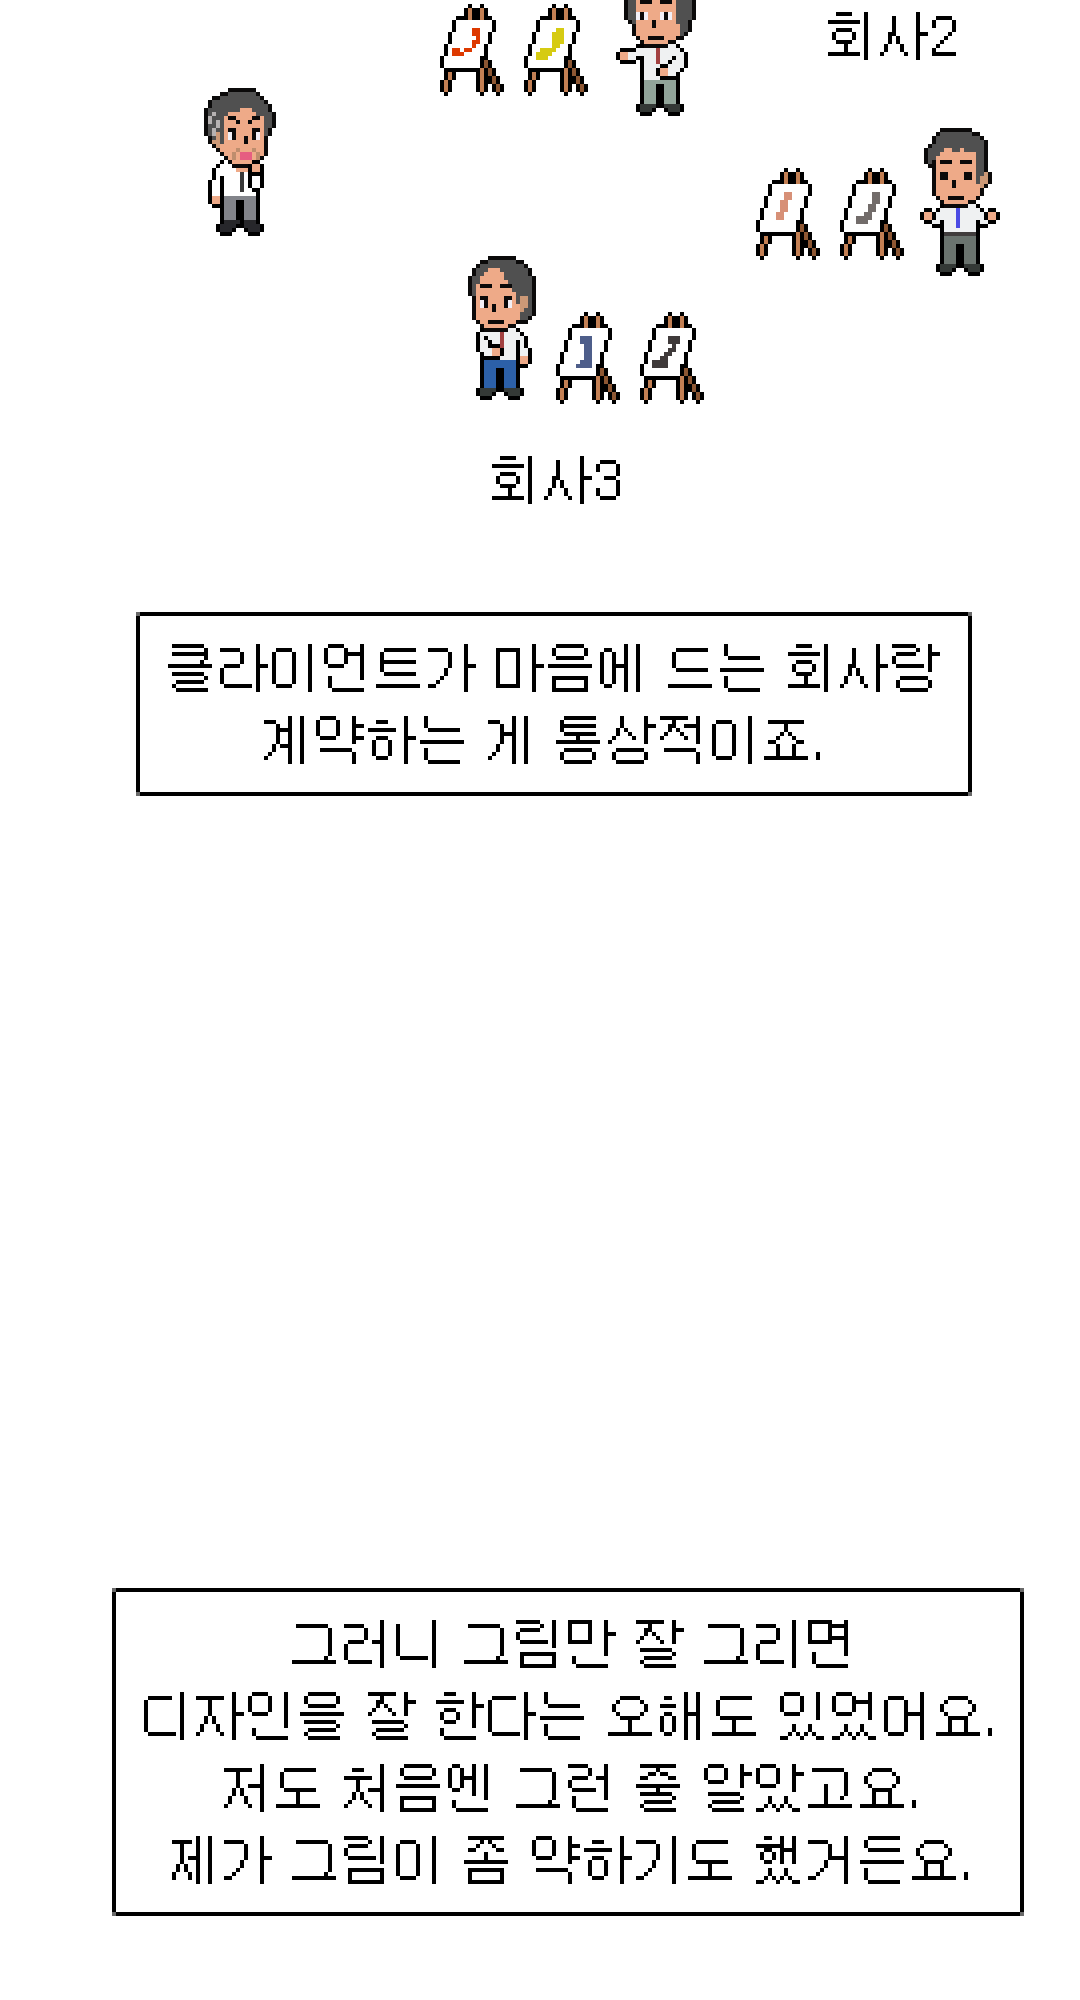 회사2
회사3
클라이언트가 마음에 드는 회사랑
계약하는 게 통상적이죠.
그러니 그림만 잘 그리면
디자인을 잘 한다는 오해도 있었어요.
저도 처음엔 그런 줄 알았고요.
제가 그림이 좀 약하기도 했거든요.